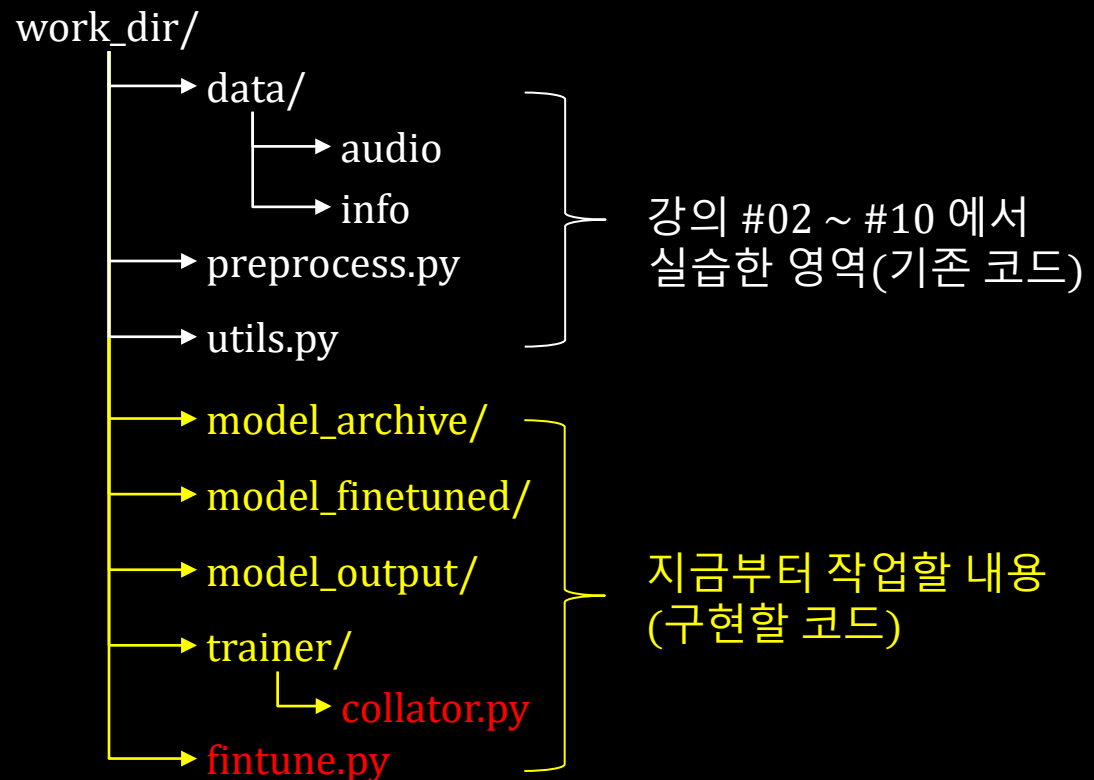 work_dir/
data/
audio
info
preprocess.py
utils.py
강의 #02 ~ #10 에서
실습한 영역(기존 코드)
model_archive/
model_finetuned/
model_output/
trainer/
collator.py
fintune.py
지금부터 작업할 내용
(구현할 코드)